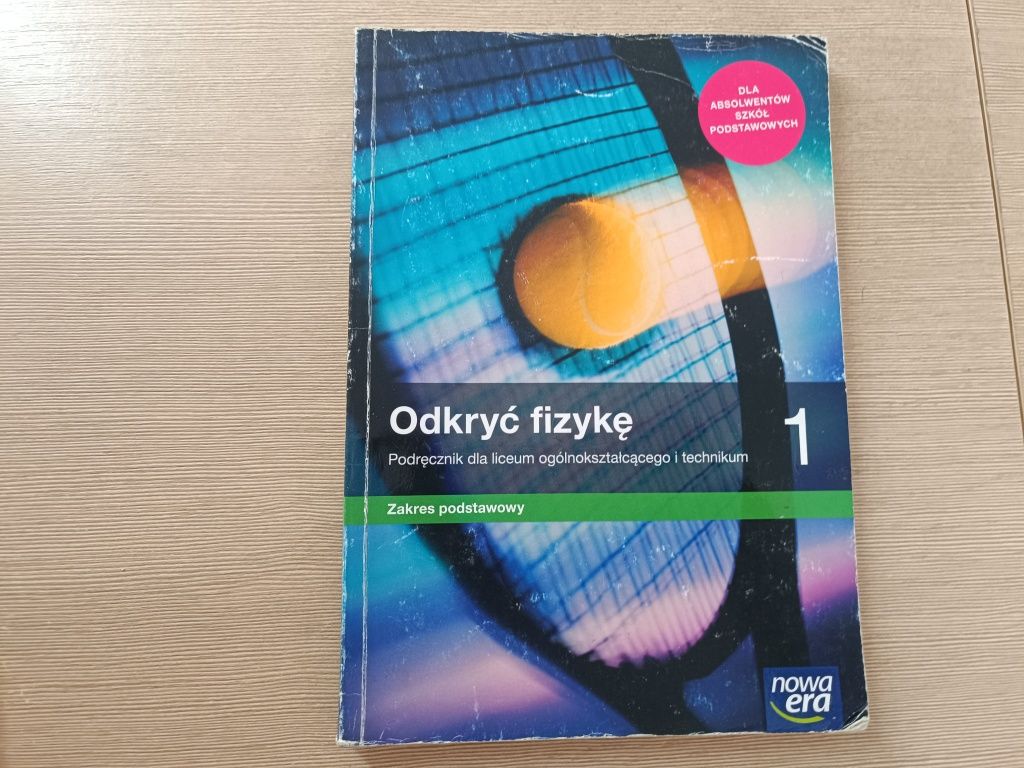 DLA
ABSOLWENTÓW
SZKÓŁ
PODSTAWOWYCH
Odkryć fizykę
1
Podręcznik dla liceum ogólnokształcącego i technikum
Zakres podstawowy
nowa
era